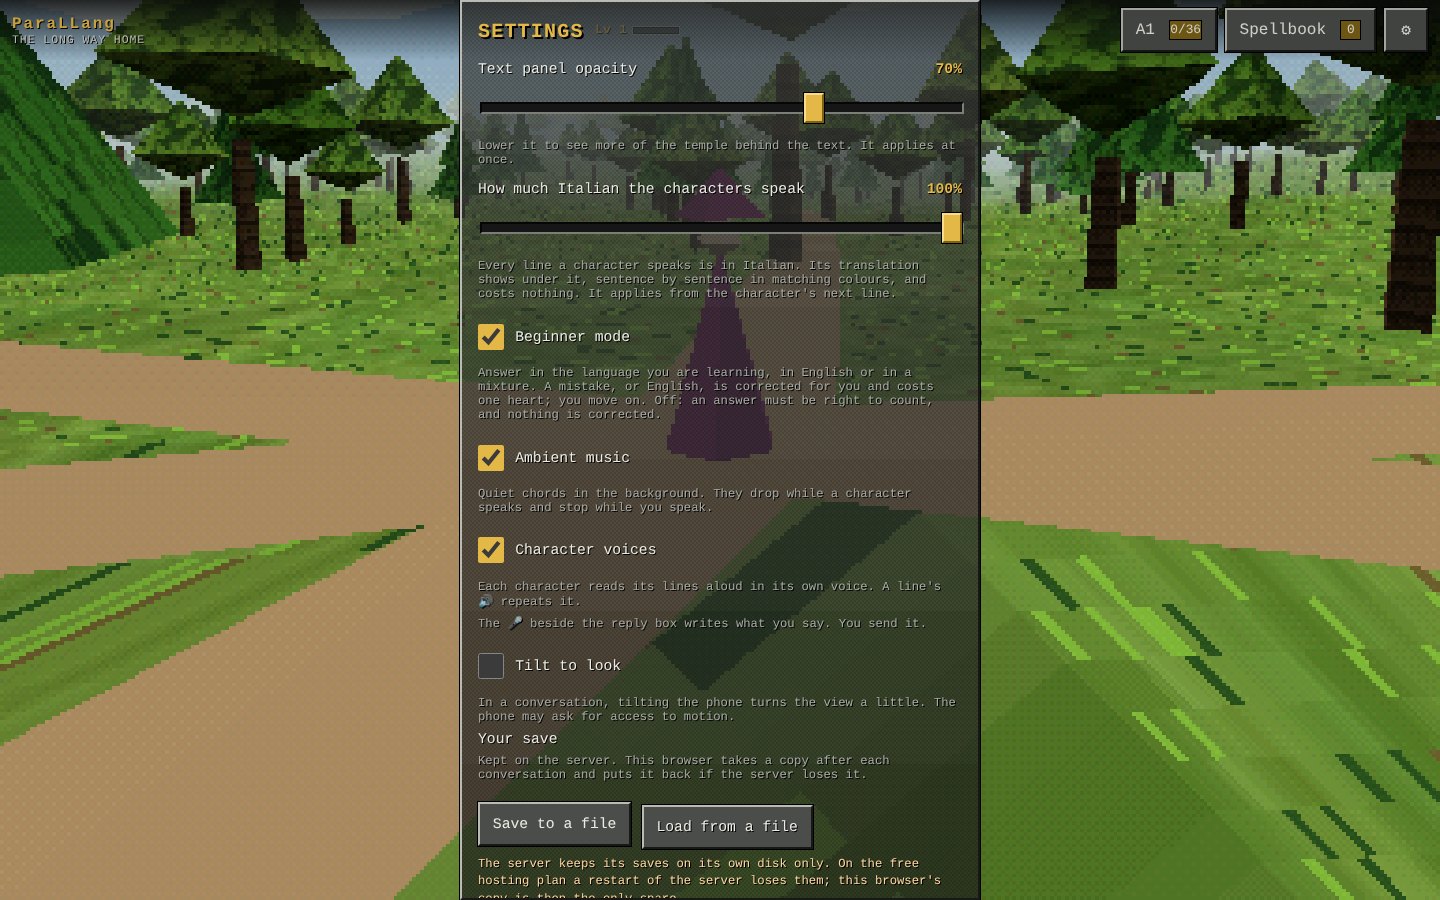 ParaLLang
THE LONG WAY HOME
SETTINGS Lv 1
A1 0/36
Spellbook 0
Text panel opacity 70%
Lower it to see more of the temple behind the text. It applies at
once.
How much Italian the characters speak 100%
Every line a character speaks is in Italian. Its translation
shows under it, sentence by sentence in matching colours, and
costs nothing. It applies from the character's next line.
Beginner mode
Answer in the language you are learning, in English or in a
mixture. A mistake, or English, is corrected for you and costs
one heart; you move on. Off: an answer must be right to count,
and nothing is corrected.
Ambient music
Quiet chords in the background. They drop while a character
speaks and stop while you speak.
Character voices
Each character reads its lines aloud in its own voice. A line's
🔊 repeats it.
The 🎤 beside the reply box writes what you say. You send it.
Tilt to look
In a conversation, tilting the phone turns the view a little. The
phone may ask for access to motion.
Your save
Kept on the server. This browser takes a copy after each
conversation and puts it back if the server loses it.
Save to a file
Load from a file
The server keeps its saves on its own disk only. On the free
hosting plan a restart of the server loses them; this browser's
copy is then the only spare.